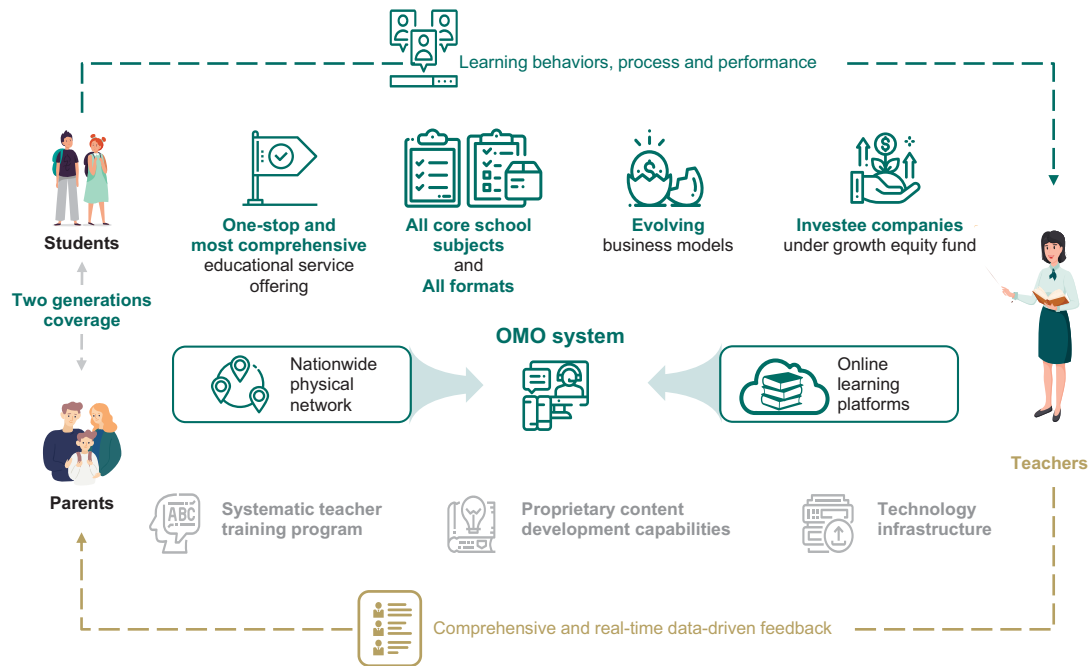 Learning behaviors, process and performance
Students
One-stop and
most comprehensive
educational service
offering
All core school
subjects
and
All formats
Evolving
business models
Investee companies
under growth equity fund
Two generations
coverage
OMO system
Nationwide
physical
network
Online
learning
platforms
Parents
Teachers
ABC
Systematic teacher
training program
Proprietary content
development capabilities
Technology
infrastructure
Comprehensive and real-time data-driven feedback